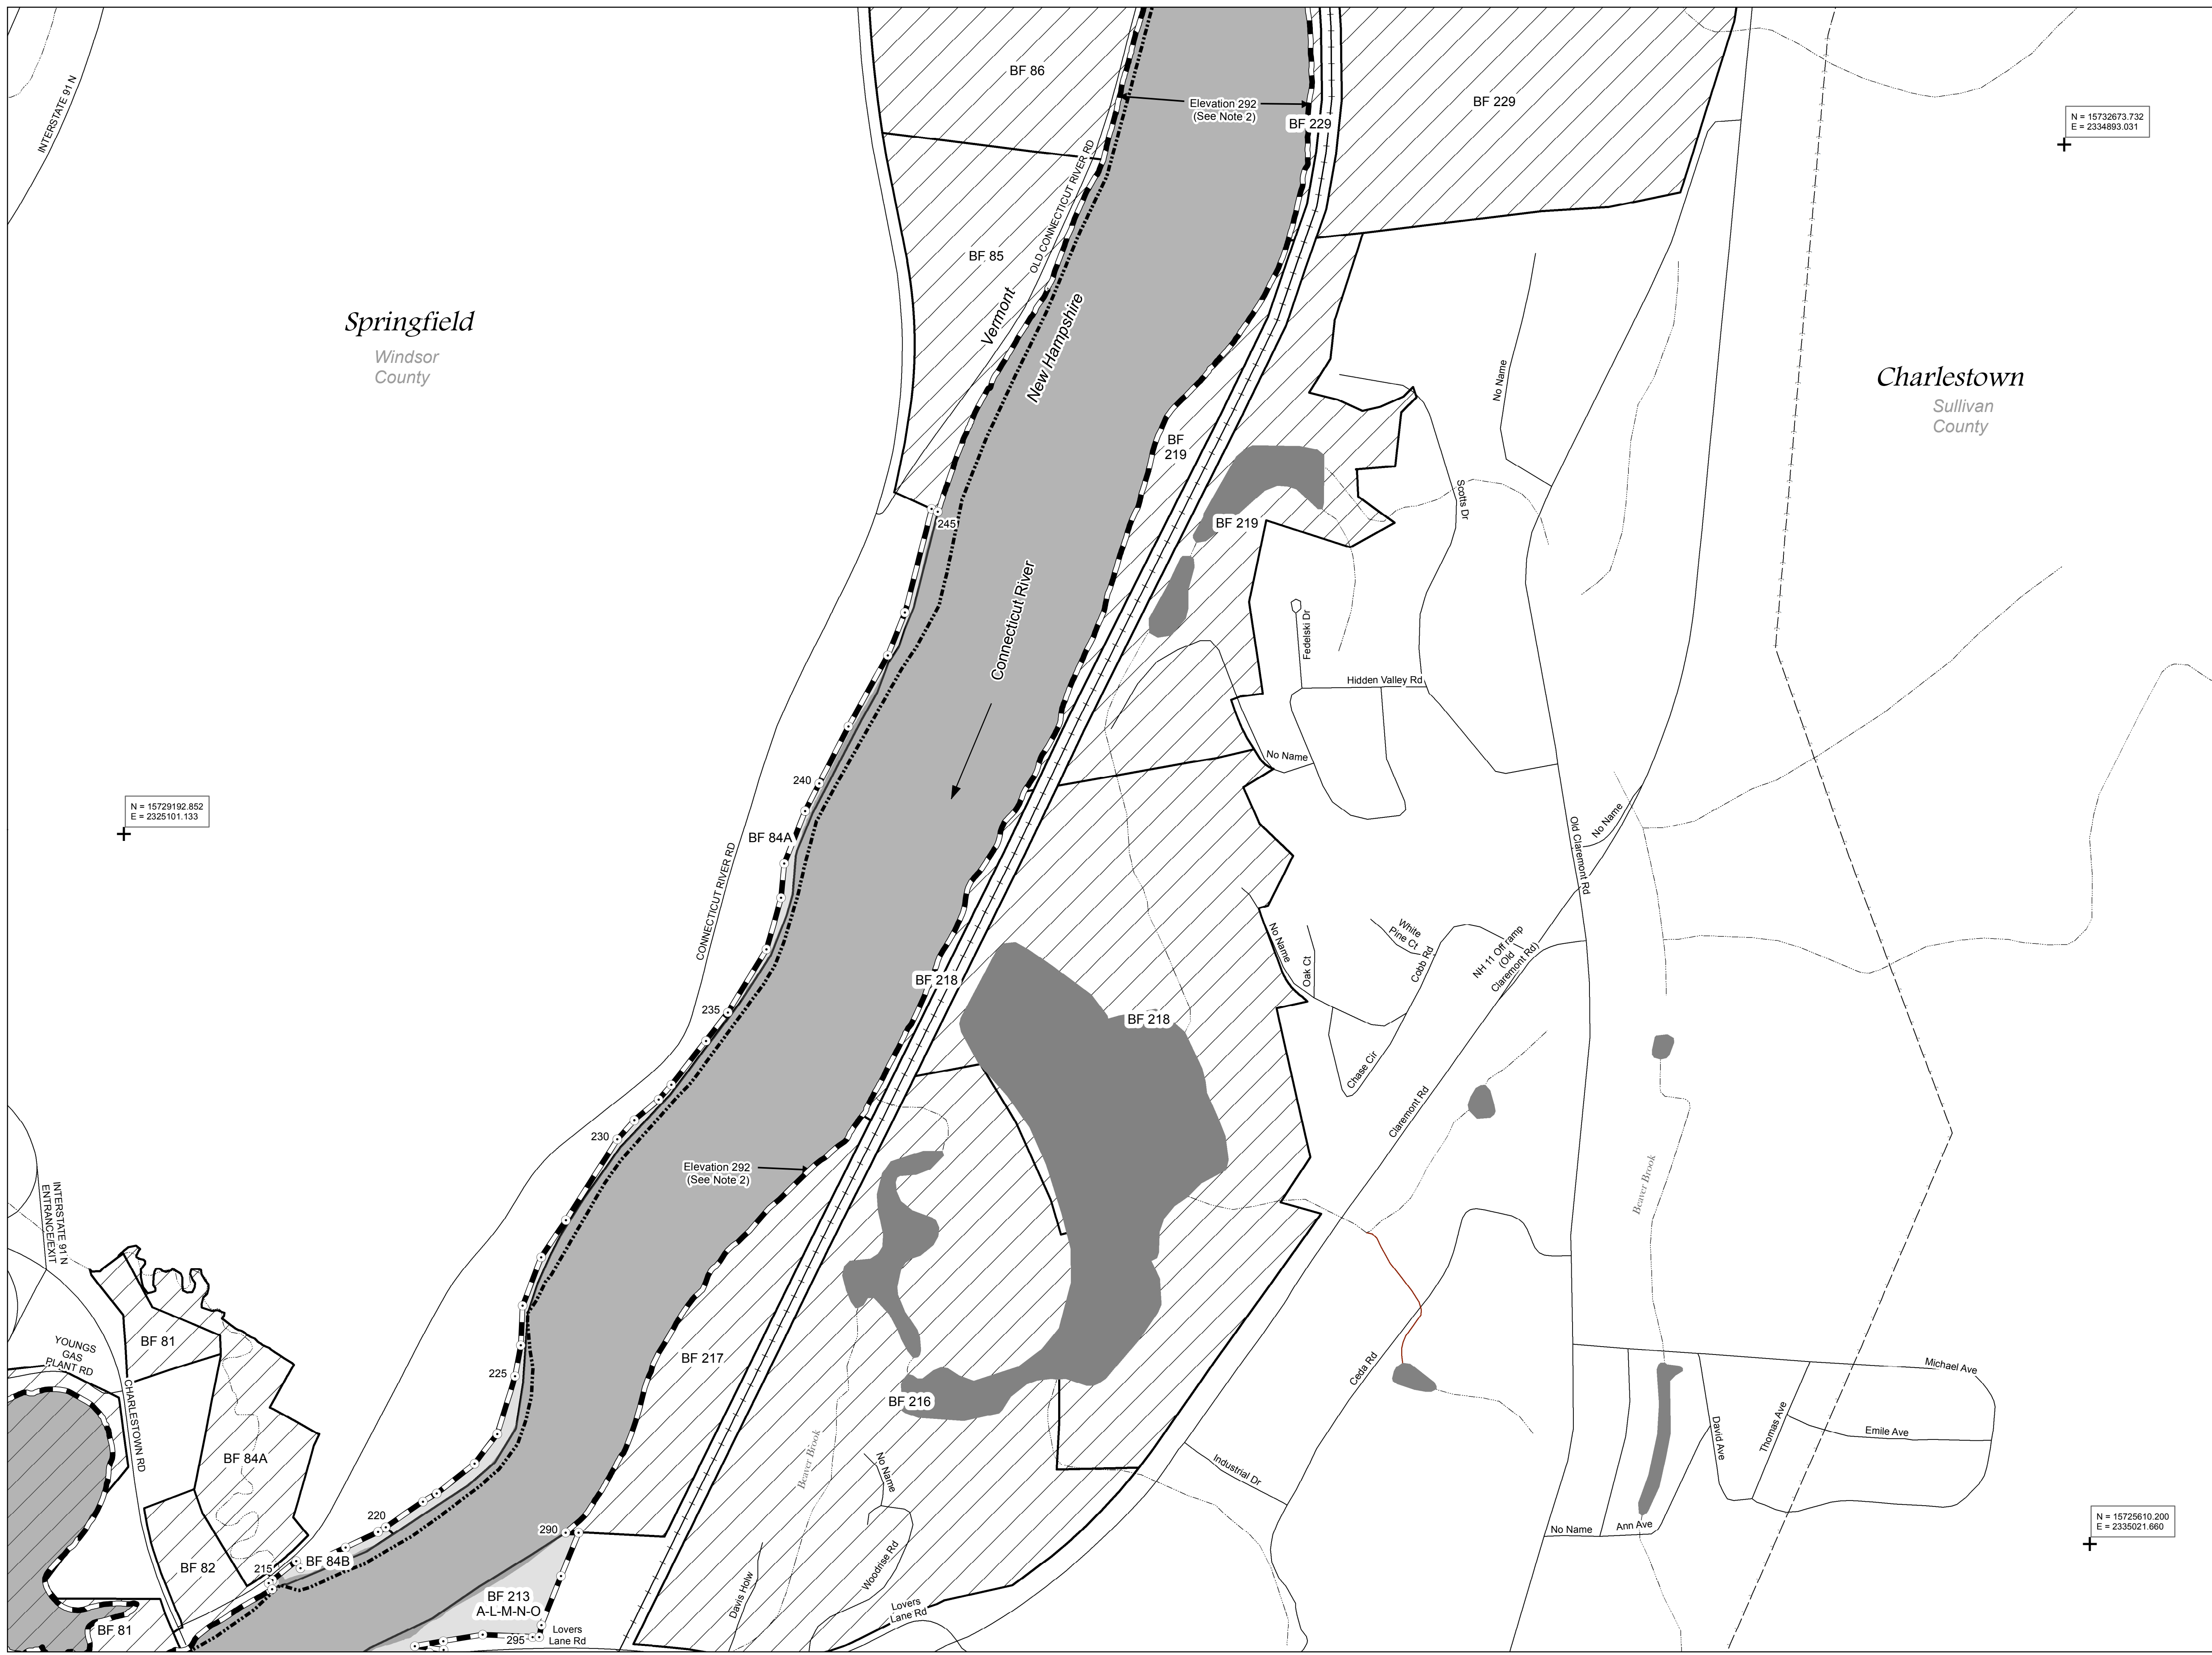 INTERSTATE 91 N
BF 86
Elevation 292
(See Note 2)
BF 229
BF 229
N = 15732673.732
E = 2334893.031
OLD CONNECTICUT RIVER RD
BF 85
Vermont
New Hampshire
Springfield
Windsor
County
Charlestown
Sullivan
County
No Name
BF
219
Scotts Dr
245
BF 219
Connecticut River
Fedelski Dr
Hidden Valley Rd
No Name
240
N = 15729192.852
E = 2325101.133
BF 84A
CONNECTICUT RIVER RD
No Name
Old Claremont Rd
No Name
Oak Ct
White
Pine Ct
Cobb Rd
NH 11 Off ramp
(Old
Claremont Rd)
BF 218
235
BF 218
Chase Cir
Claremont Rd
230
Elevation 292
(See Note 2)
Beaver Brook
INTERSTATE 91 N
ENTRANCE/EXIT
YOUNGS
GAS
PLANT RD
BF 81
CHARLESTOWN RD
225
BF 217
Ceda Rd
Michael Ave
BF 216
David Ave
Thomas Ave
Emile Ave
BF 84A
Beaver Brook
No Name
Industrial Dr
220
290
No Name
Ann Ave
N = 15725610.200
E = 2335021.660
BF 82
215
BF 84B
Woodrise Rd
Davis Holw
BF 213
A-L-M-N-O
Lovers
Lane Rd
BF 81
295
Lovers
Lane Rd